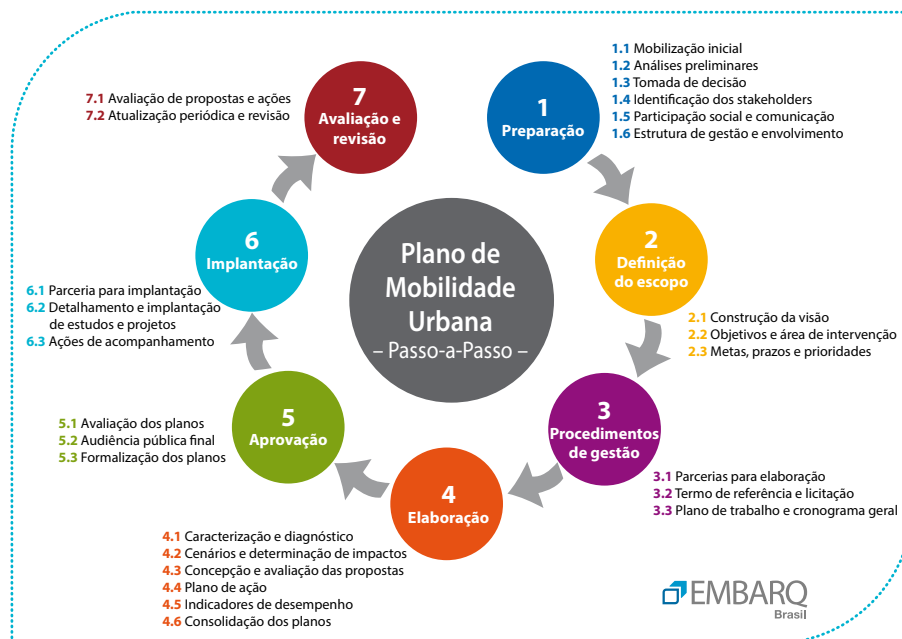 Plano de
Mobilidade
Urbana
– Passo-a-Passo –
1
Preparação
1.1 Mobilização inicial
1.2 Análises preliminares
1.3 Tomada de decisão
1.4 Identificação dos stakeholders
1.5 Participação social e comunicação
1.6 Estrutura de gestão e envolvimento
2
Definição
do escopo
2.1 Construção da visão
2.2 Objetivos e área de intervenção
2.3 Metas, prazos e prioridades
3
Procedimentos
de gestão
3.1 Parcerias para elaboração
3.2 Termo de referência e licitação
3.3 Plano de trabalho e cronograma geral
4
Elaboração
4.1 Caracterização e diagnóstico
4.2 Cenários e determinação de impactos
4.3 Concepção e avaliação das propostas
4.4 Plano de ação
4.5 Indicadores de desempenho
4.6 Consolidação dos planos
5
Aprovação
5.1 Avaliação dos planos
5.2 Audiência pública final
5.3 Formalização dos planos
6
Implantação
6.1 Parceria para implantação
6.2 Detalhamento e implantação
de estudos e projetos
6.3 Ações de acompanhamento
7
Avaliação e
revisão
7.1 Avaliação de propostas e ações
7.2 Atualização periódica e revisão
EMBARQ
Brasil